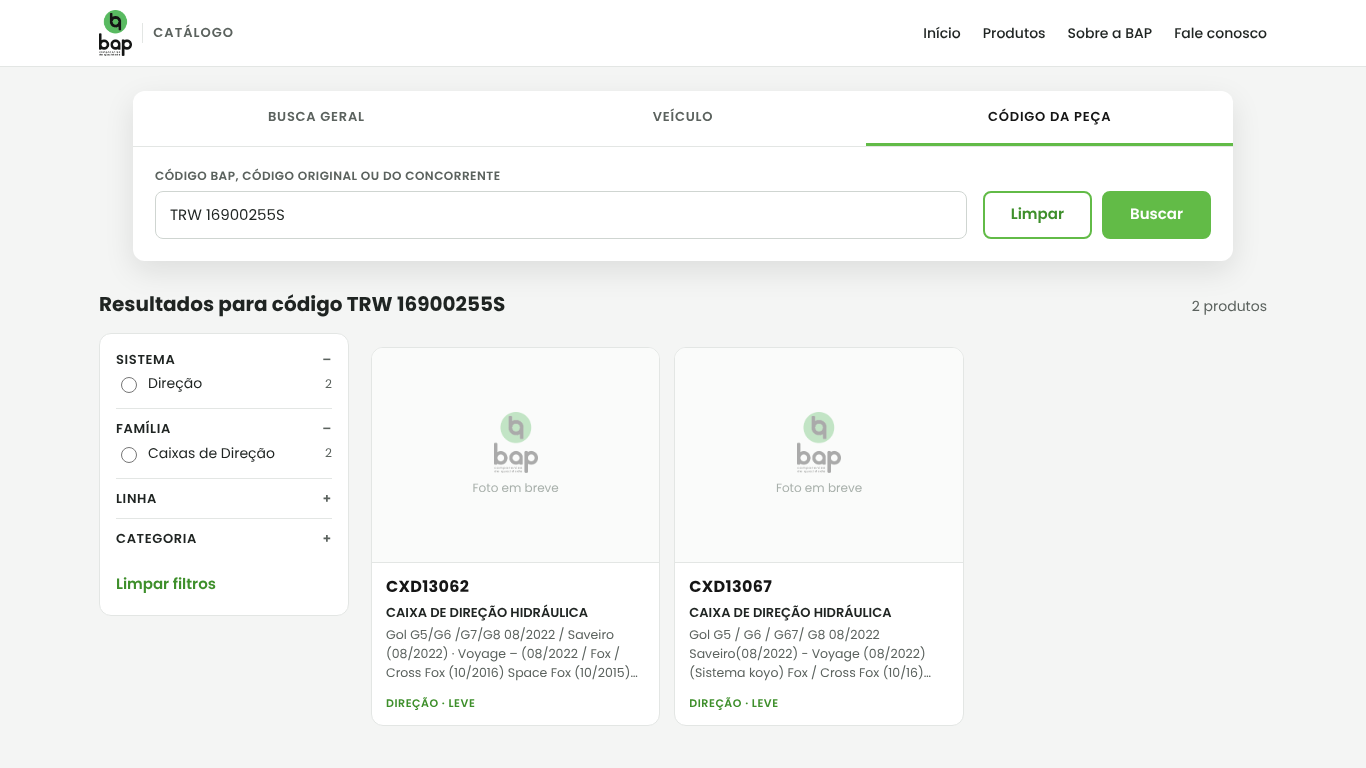 bap
CATÁLOGO
Início
Produtos
Sobre a BAP
Fale conosco
BUSCA GERAL
VEÍCULO
CÓDIGO DA PEÇA
CÓDIGO BAP, CÓDIGO ORIGINAL OU DO CONCORRENTE
TRW 16900255S
Limpar
Buscar
Resultados para código TRW 16900255S
2 produtos
SISTEMA −
Direção 2
FAMÍLIA −
Caixas de Direção 2
LINHA +
CATEGORIA +
Limpar filtros
bap
Foto em breve
CXD13062
CAIXA DE DIREÇÃO HIDRÁULICA
Gol G5/G6 /G7/G8 08/2022 / Saveiro
(08/2022) · Voyage – (08/2022 / Fox /
Cross Fox (10/2016) Space Fox (10/2015)…
DIREÇÃO · LEVE
bap
Foto em breve
CXD13067
CAIXA DE DIREÇÃO HIDRÁULICA
Gol G5 / G6 / G67/ G8 08/2022
Saveiro(08/2022) - Voyage (08/2022)
(Sistema koyo) Fox / Cross Fox (10/16)…
DIREÇÃO · LEVE